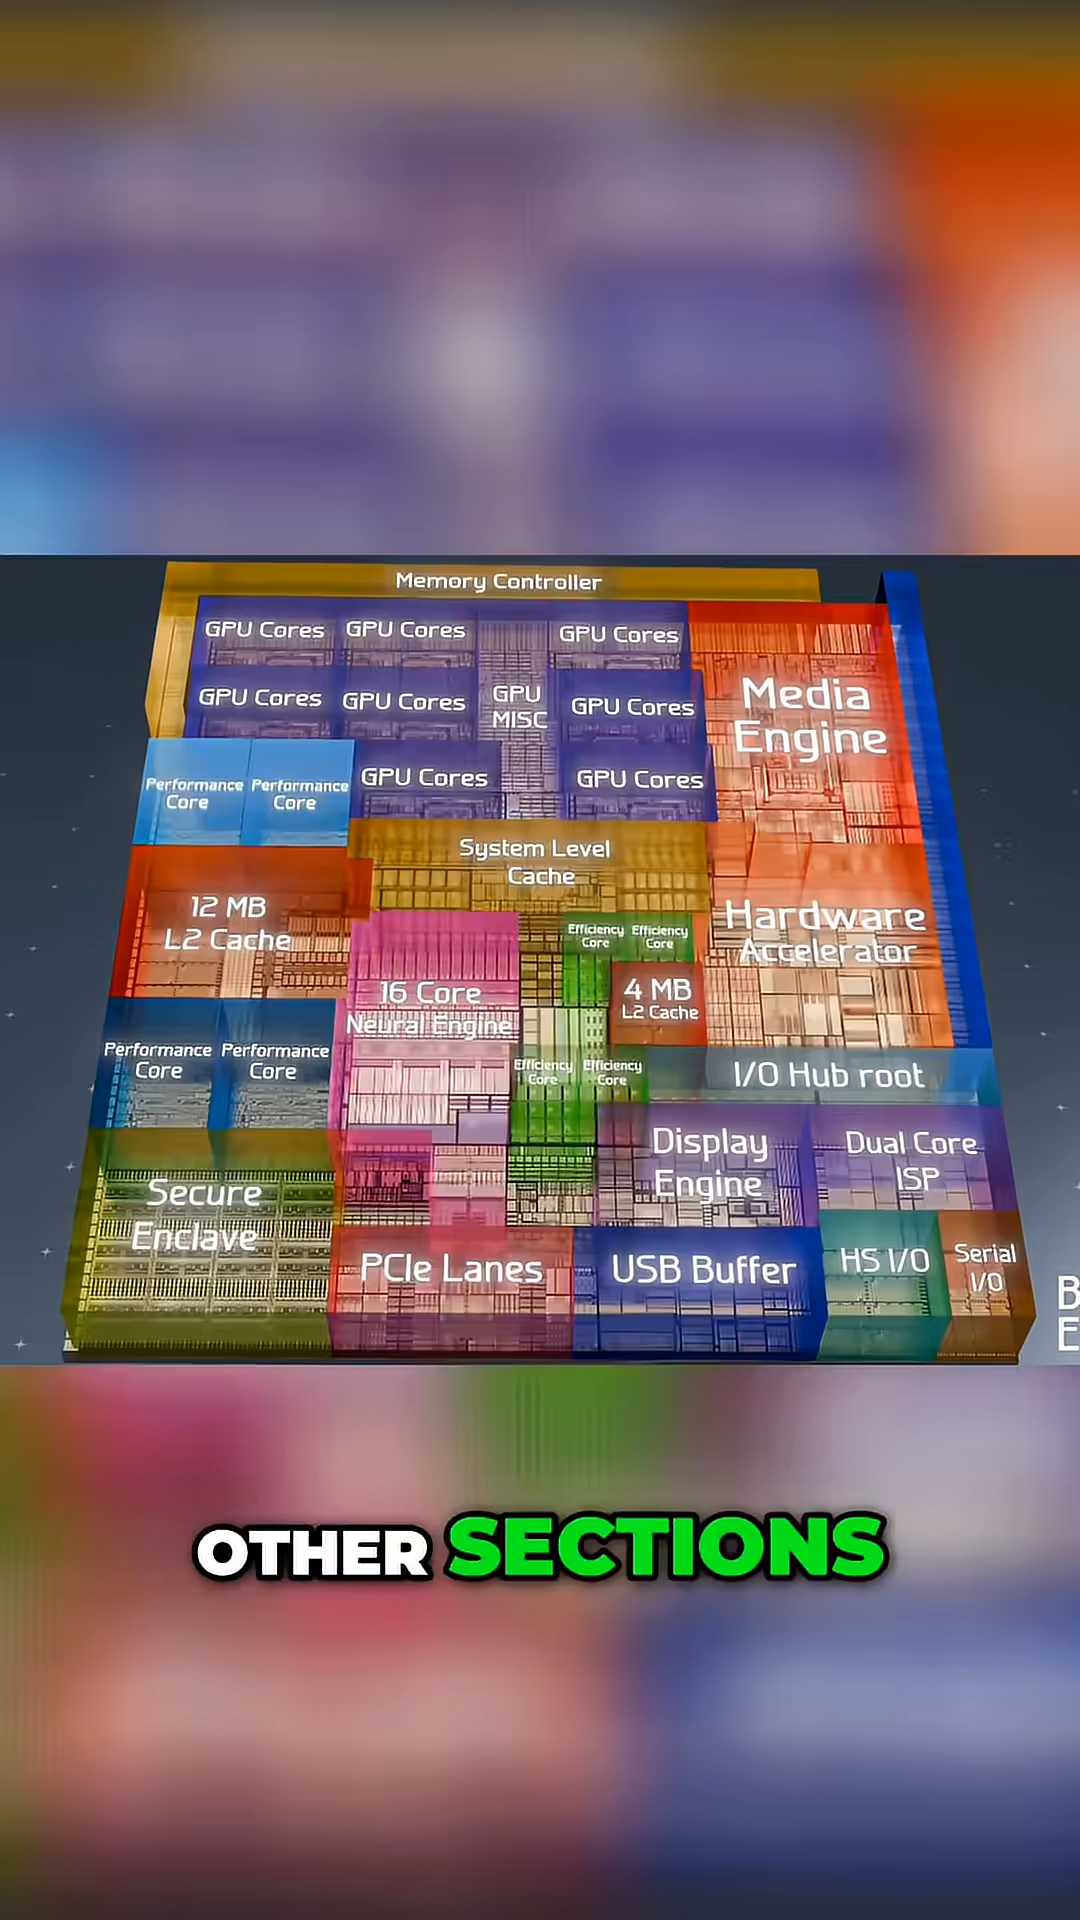 Memory Controller
GPU Cores
GPU Cores
GPU Cores
GPU Cores
GPU Cores
GPU
MISC
GPU Cores
GPU Cores
GPU Cores
Media
Engine
Performance
Core
Performance
Core
System Level
Cache
12 MB
L2 Cache
Hardware
Accelerator
Efficiency
Core
Efficiency
Core
16 Core
Neural Engine
4 MB
L2 Cache
Performance
Core
Performance
Core
Efficiency
Core
Efficiency
Core
I/O Hub root
Display
Engine
Dual Core
ISP
Secure
Enclave
PCIe Lanes
USB Buffer
HS I/O
Serial
I/O
OTHER SECTIONS